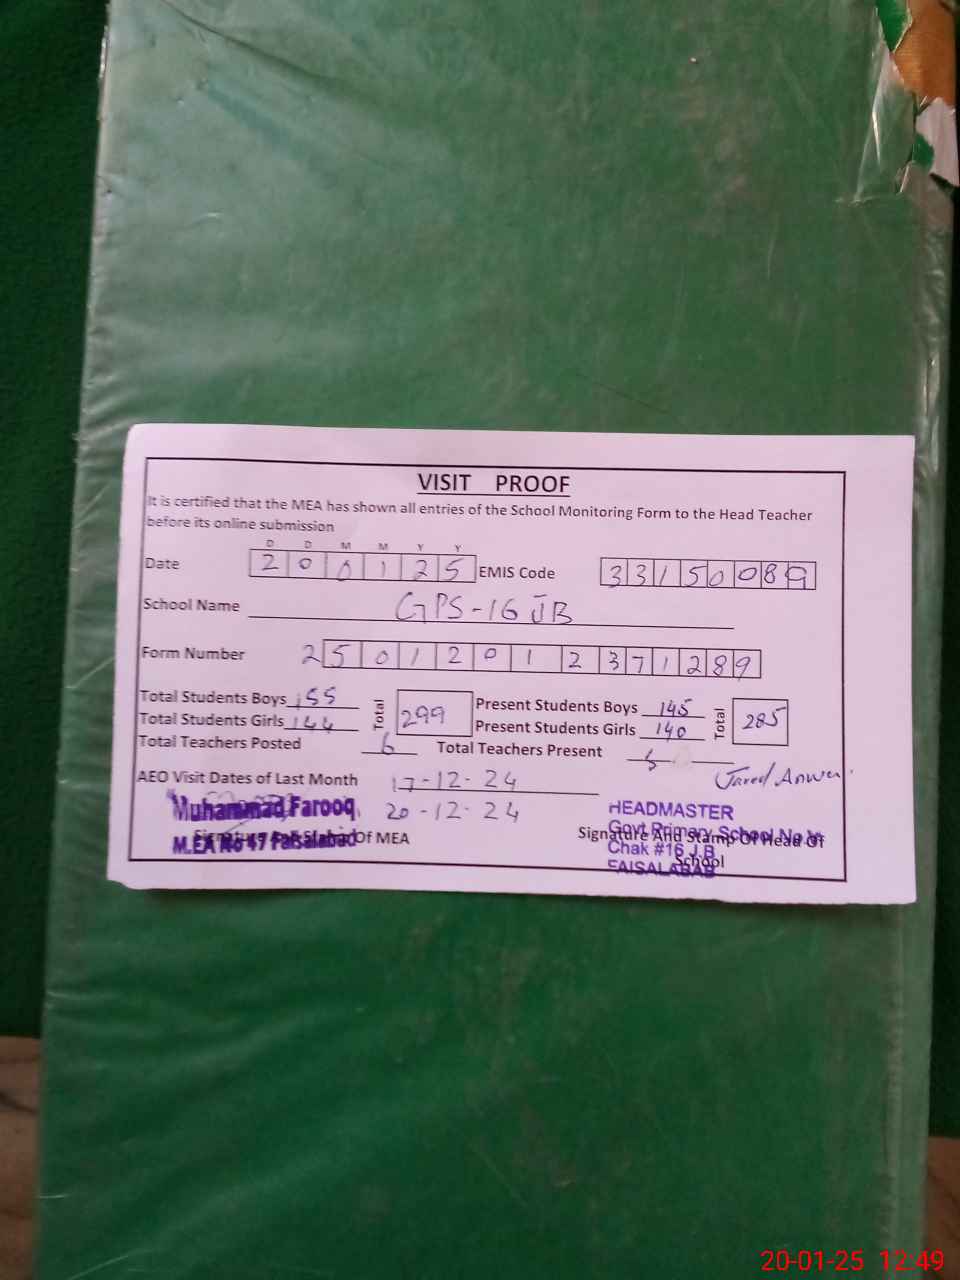 VISIT PROOF
It is certified that the MEA has shown all entries of the School Monitoring Form to the Head Teacher
before its online submission
D D M M Y Y
Date 2 0 0 1 2 5 EMIS Code 3 3 1 5 0 0 8 9
School Name GPS-16 JB
Form Number 2 5 0 1 2 0 1 2 3 7 1 2 8 9
Total Students Boys 155 Total 299 Present Students Boys 145 Total 285
Total Students Girls 144 Present Students Girls 140
Total Teachers Posted 6 Total Teachers Present
AEO Visit Dates of Last Month 17-12-24
20-12-24
Muhammad Farooq
M.EA No 47 Faisalabad
Of MEA
HEADMASTER
Govt Primary School No
Signature And Stamp Of Head Of
Chak #16 J.B
School
FAISALABAD
20-01-25 12:49